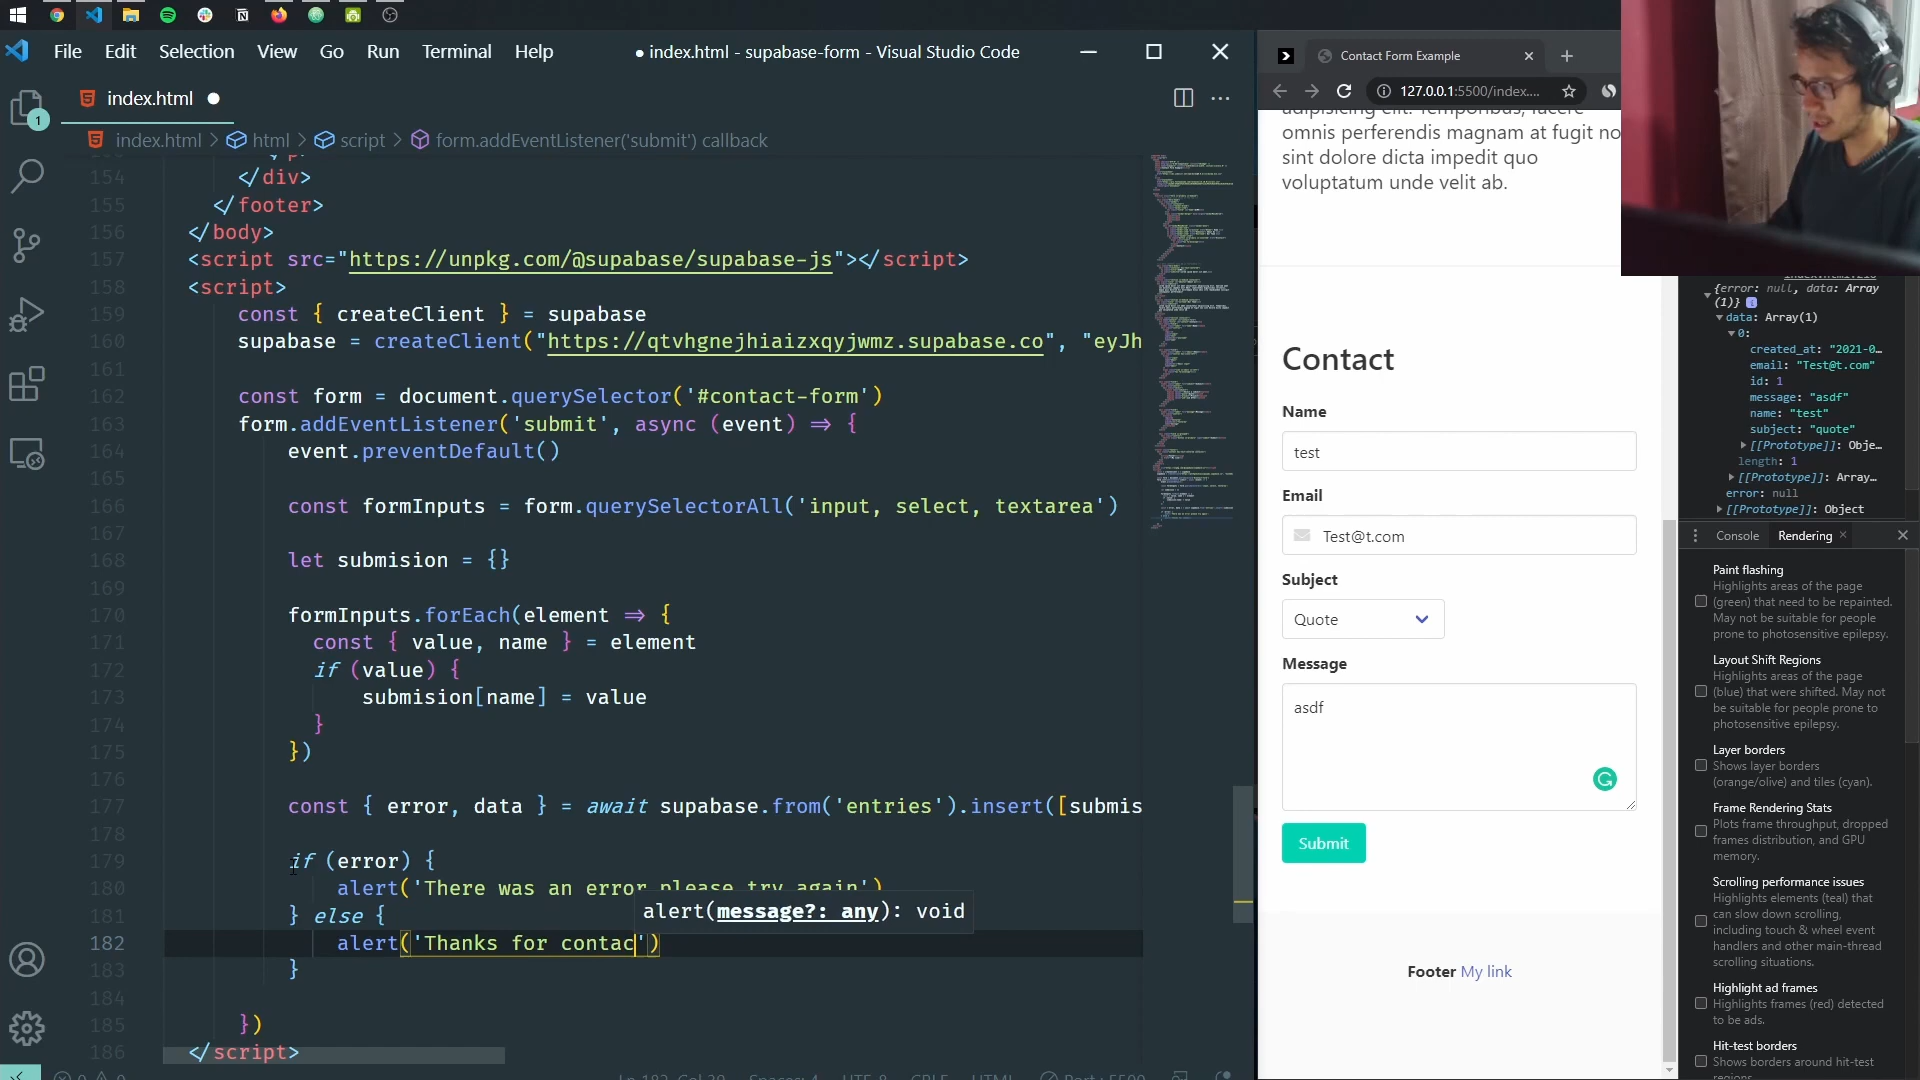 File Edit Selection View Go Run Terminal Help
● index.html - supabase-form - Visual Studio Code
index.html
1
index.html > html > script > form.addEventListener('submit') callback
154 </div>
155 </footer>
156 </body>
157 <script src="https://unpkg.com/@supabase/supabase-js"></script>
158 <script>
159 const { createClient } = supabase
160 supabase = createClient("https://qtvhgnejhiaizxqyjwmz.supabase.co", "eyJh
161
162 const form = document.querySelector('#contact-form')
163 form.addEventListener('submit', async (event) => {
164 event.preventDefault()
165
166 const formInputs = form.querySelectorAll('input, select, textarea')
167
168 let submision = {}
169
170 formInputs.forEach(element => {
171 const { value, name } = element
172 if (value) {
173 submision[name] = value
174 }
175 })
176
177 const { error, data } = await supabase.from('entries').insert([submis
178
179 if (error) {
180 alert('There was an error please try again')
181 } else {
alert(message?: any): void
182 alert('Thanks for contac')
183 }
184
185 })
186 </script>
Contact Form Example
127.0.0.1:5500/index....
omnis perferendis magnam at fugit no
sint dolore dicta impedit quo
voluptatum unde velit ab.
Contact
Name
test
Email
Test@t.com
Subject
Quote
Message
asdf
Submit
Footer My link
{error: null, data: Array
(1)}
data: Array(1)
0:
created_at: "2021-0…
email: "Test@t.com"
id: 1
message: "asdf"
name: "test"
subject: "quote"
[[Prototype]]: Obje…
length: 1
[[Prototype]]: Array…
error: null
[[Prototype]]: Object
Console Rendering
Paint flashing
Highlights areas of the page
(green) that need to be repainted.
May not be suitable for people
prone to photosensitive epilepsy.
Layout Shift Regions
Highlights areas of the page
(blue) that were shifted. May not
be suitable for people prone to
photosensitive epilepsy.
Layer borders
Shows layer borders
(orange/olive) and tiles (cyan).
Frame Rendering Stats
Plots frame throughput, dropped
frames distribution, and GPU
memory.
Scrolling performance issues
Highlights elements (teal) that
can slow down scrolling,
including touch & wheel event
handlers and other main-thread
scrolling situations.
Highlight ad frames
Highlights frames (red) detected
to be ads.
Hit-test borders
Shows borders around hit-test